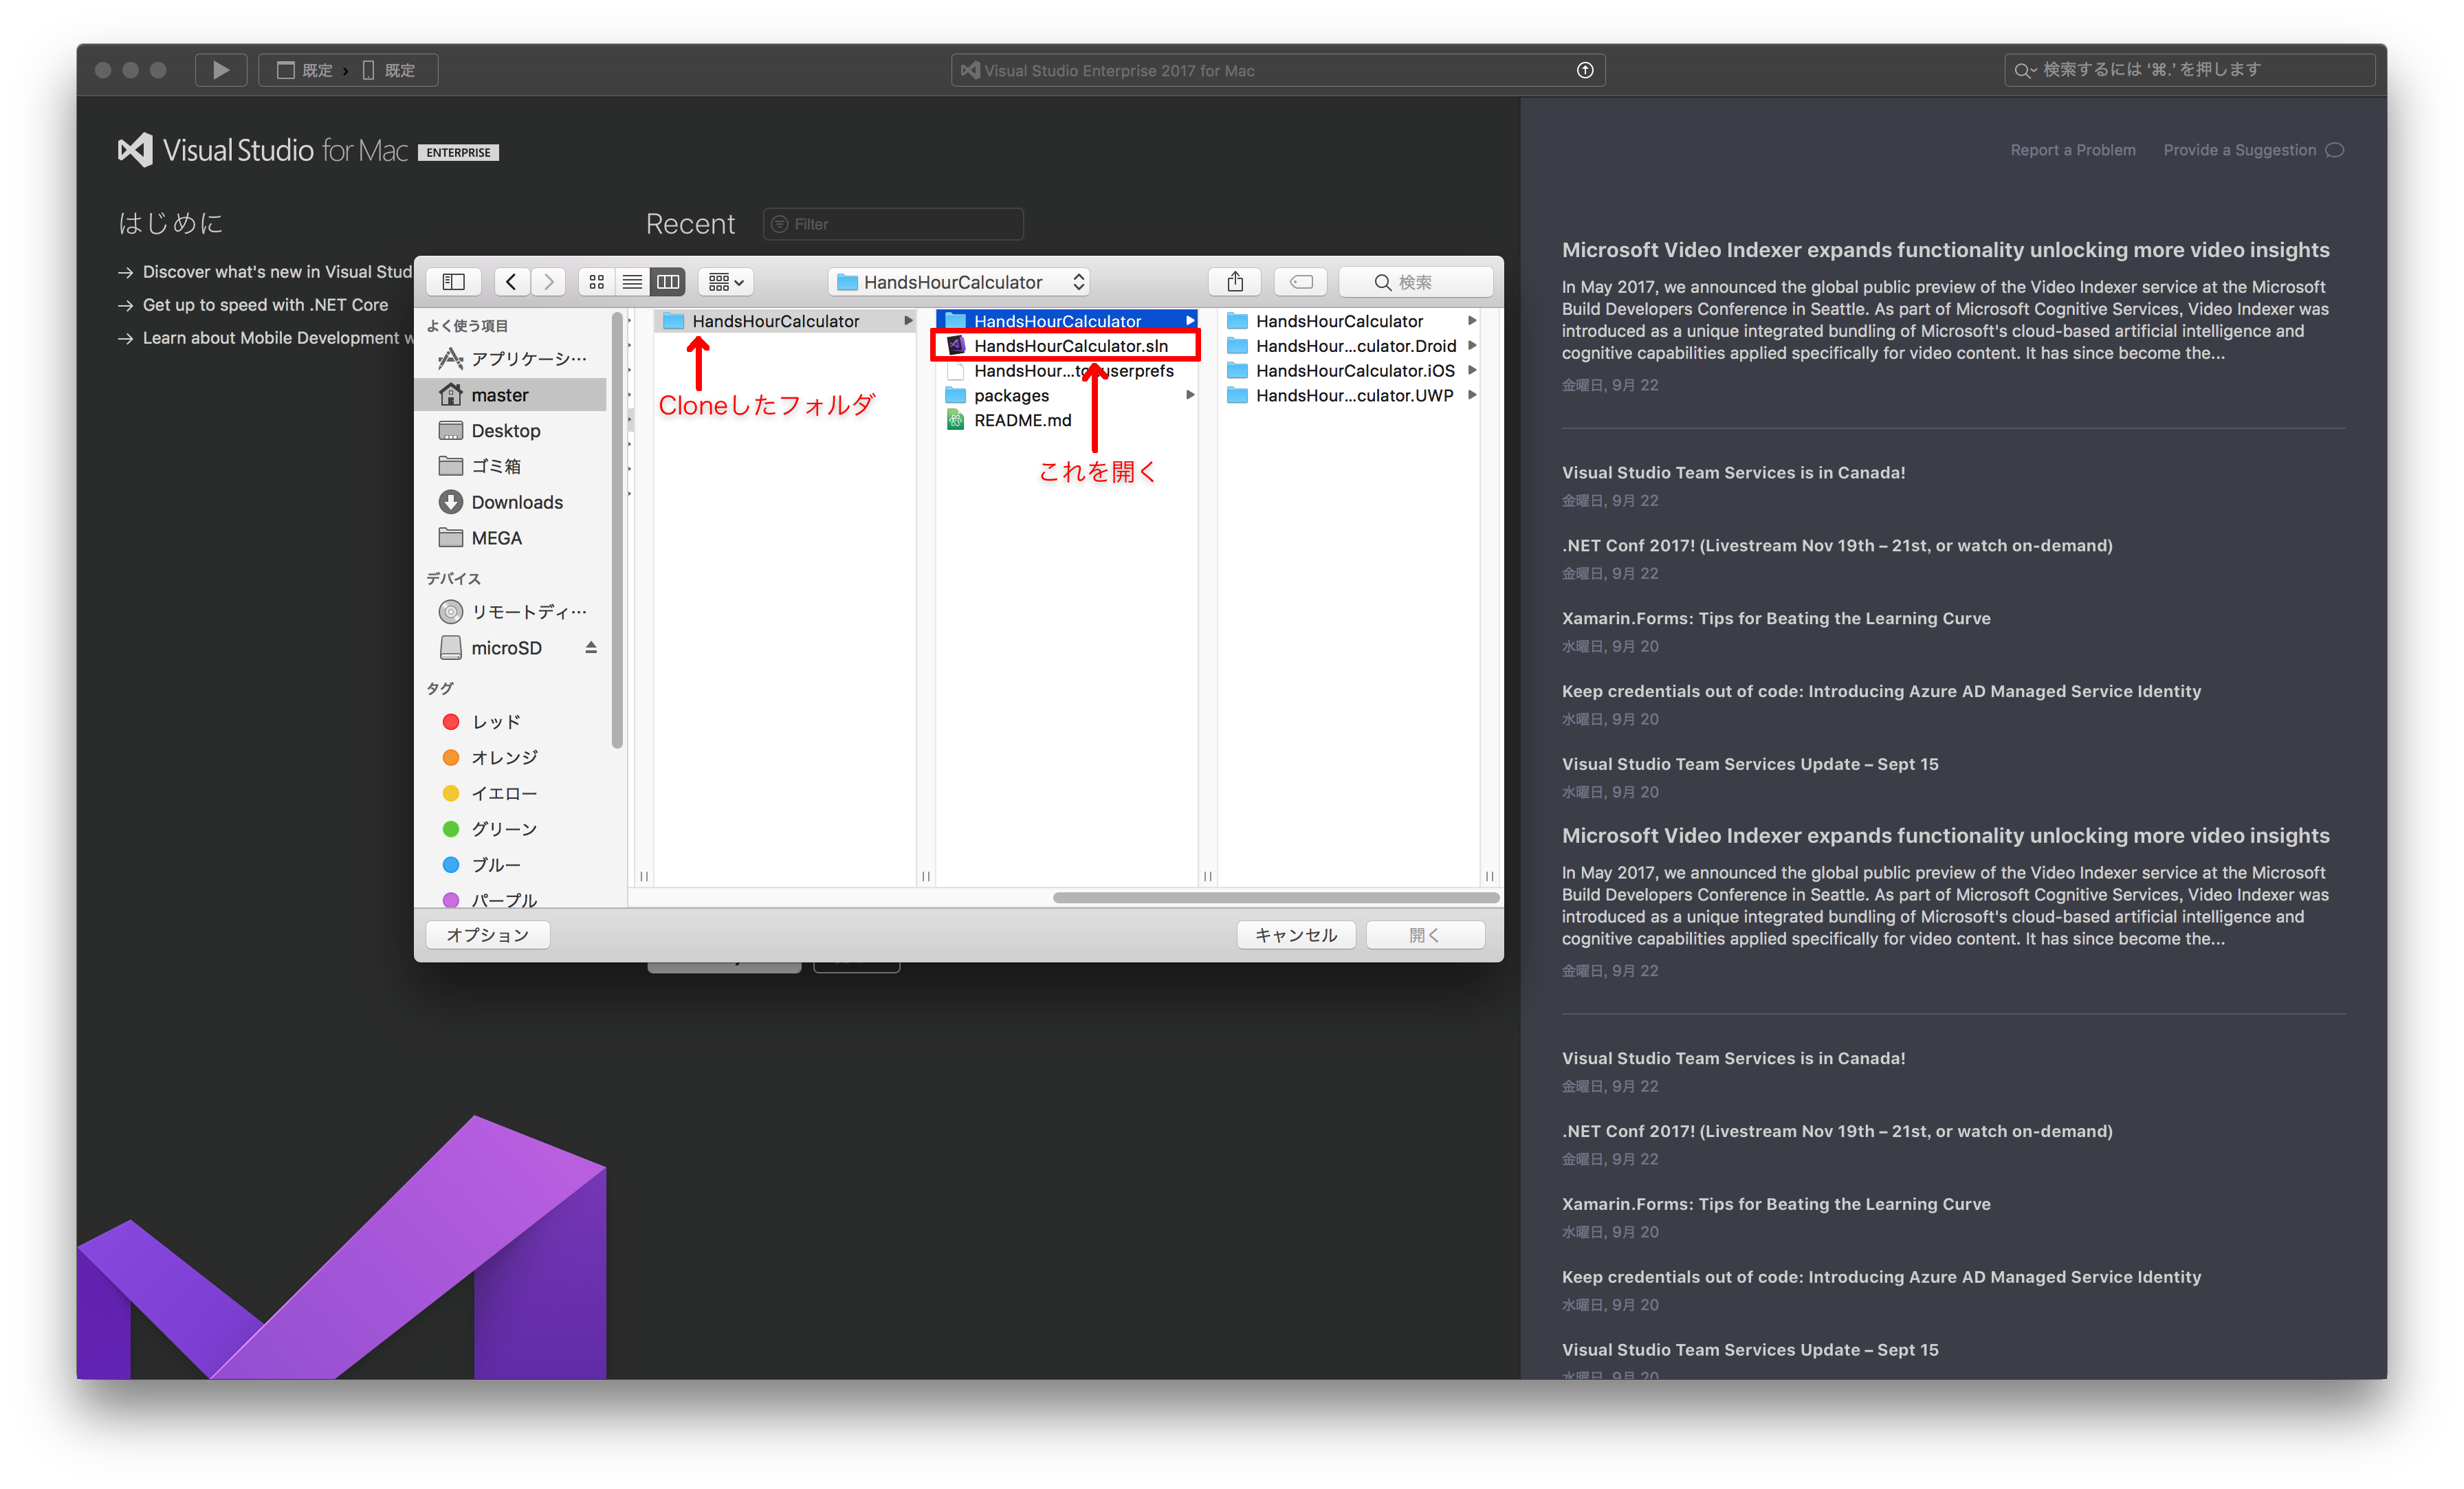 既定 › 既定
Visual Studio Enterprise 2017 for Mac
検索するには ‘⌘.’ を押します
Visual Studio for Mac ENTERPRISE
Report a Problem
Provide a Suggestion
はじめに
→ Discover what's new in Visual Stud
→ Get up to speed with .NET Core
→ Learn about Mobile Development w
Recent
Filter
HandsHourCalculator
検索
よく使う項目
アプリケーシ…
master
Desktop
ゴミ箱
Downloads
MEGA
デバイス
リモートディ…
microSD
タグ
レッド
オレンジ
イエロー
グリーン
ブルー
パープル
HandsHourCalculator
Cloneしたフォルダ
HandsHourCalculator
HandsHourCalculator.sln
HandsHour...to userprefs
packages
README.md
これを開く
HandsHourCalculator
HandsHour...culator.Droid
HandsHourCalculator.iOS
HandsHour...culator.UWP
オプション
キャンセル
開く
Microsoft Video Indexer expands functionality unlocking more video insights
In May 2017, we announced the global public preview of the Video Indexer service at the Microsoft
Build Developers Conference in Seattle. As part of Microsoft Cognitive Services, Video Indexer was
introduced as a unique integrated bundling of Microsoft's cloud-based artificial intelligence and
cognitive capabilities applied specifically for video content. It has since become the...
金曜日, 9月 22
Visual Studio Team Services is in Canada!
金曜日, 9月 22
.NET Conf 2017! (Livestream Nov 19th – 21st, or watch on-demand)
金曜日, 9月 22
Xamarin.Forms: Tips for Beating the Learning Curve
水曜日, 9月 20
Keep credentials out of code: Introducing Azure AD Managed Service Identity
水曜日, 9月 20
Visual Studio Team Services Update – Sept 15
水曜日, 9月 20
Microsoft Video Indexer expands functionality unlocking more video insights
In May 2017, we announced the global public preview of the Video Indexer service at the Microsoft
Build Developers Conference in Seattle. As part of Microsoft Cognitive Services, Video Indexer was
introduced as a unique integrated bundling of Microsoft's cloud-based artificial intelligence and
cognitive capabilities applied specifically for video content. It has since become the...
金曜日, 9月 22
Visual Studio Team Services is in Canada!
金曜日, 9月 22
.NET Conf 2017! (Livestream Nov 19th – 21st, or watch on-demand)
金曜日, 9月 22
Xamarin.Forms: Tips for Beating the Learning Curve
水曜日, 9月 20
Keep credentials out of code: Introducing Azure AD Managed Service Identity
水曜日, 9月 20
Visual Studio Team Services Update – Sept 15
水曜日, 9月 20